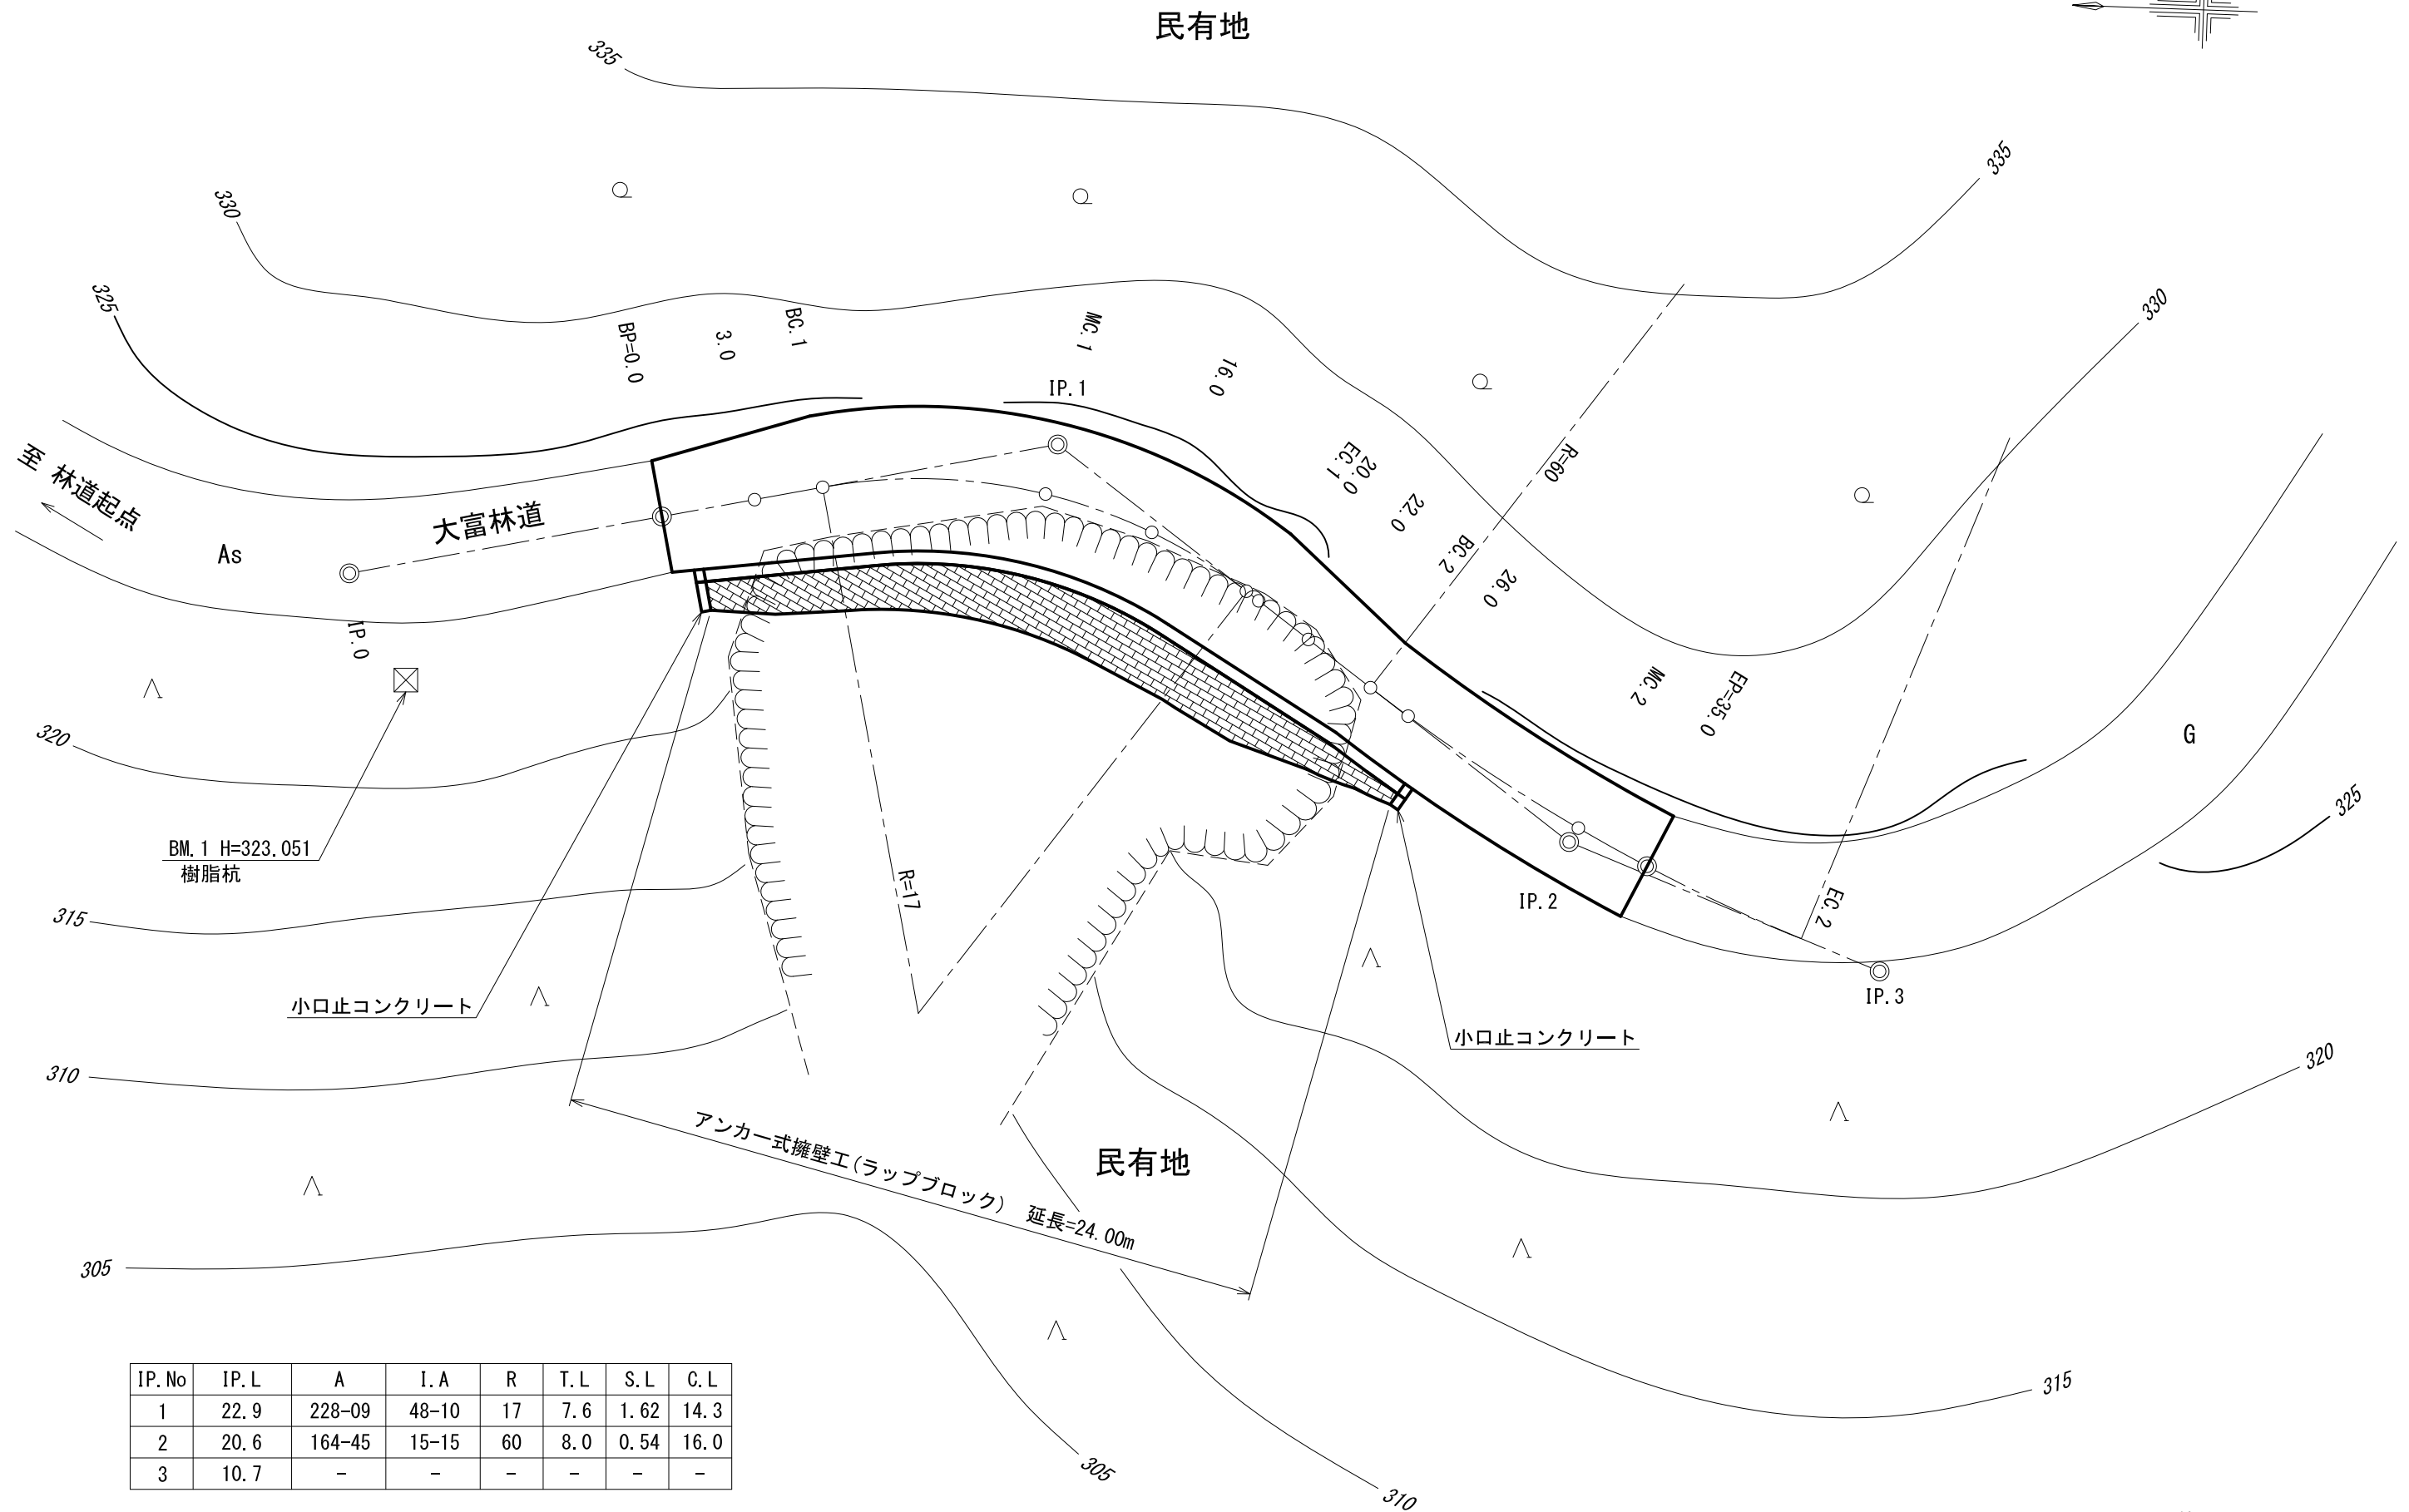 民有地
335
335
330
330
325
BP=0.0
3.0
BC.1
MC.1
16.0
IP.1
20.0
EC.1
22.0
BC.2
26.0
R=60
MC.2
EP=35.0
至 林道起点
大富林道
As
IP.0
G
320
325
BM.1 H=323.051
樹脂杭
R=17
IP.2
EC.2
IP.3
315
小口止コンクリート
小口止コンクリート
310
320
アンカー式擁壁工(ラップブロック) 延長=24.00m
民有地
305
315
305
310
IP.No IP.L A I.A R T.L S.L C.L
1 22.9 228-09 48-10 17 7.6 1.62 14.3
2 20.6 164-45 15-15 60 8.0 0.54 16.0
3 10.7 - - - - - -